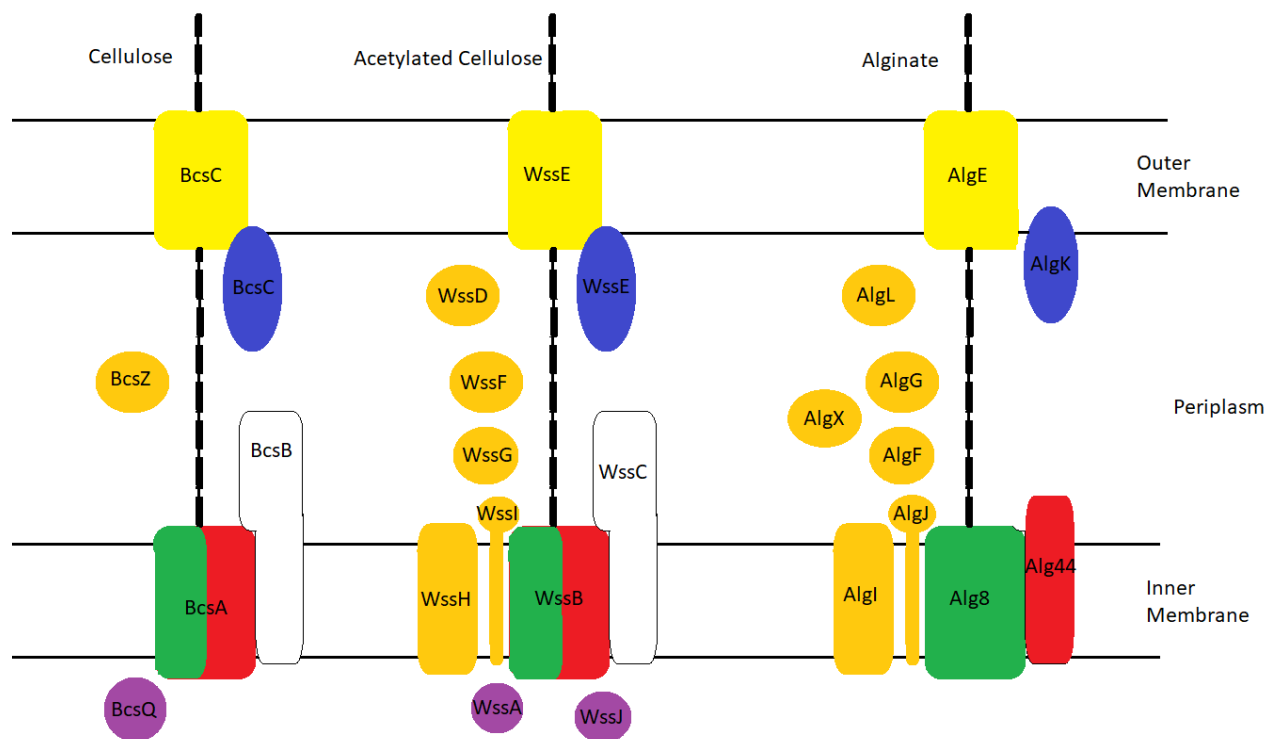 Cellulose
Acetylated Cellulose
Alginate
BcsC
WssE
AlgE
Outer
Membrane
BcsC
WssE
AlgK
WssD
AlgL
BcsZ
WssF
AlgG
AlgX
Periplasm
BcsB
WssG
WssC
AlgF
WssI
AlgJ
BcsA
WssH
WssB
AlgI
Alg8
Alg44
Inner
Membrane
BcsQ
WssA
WssJ